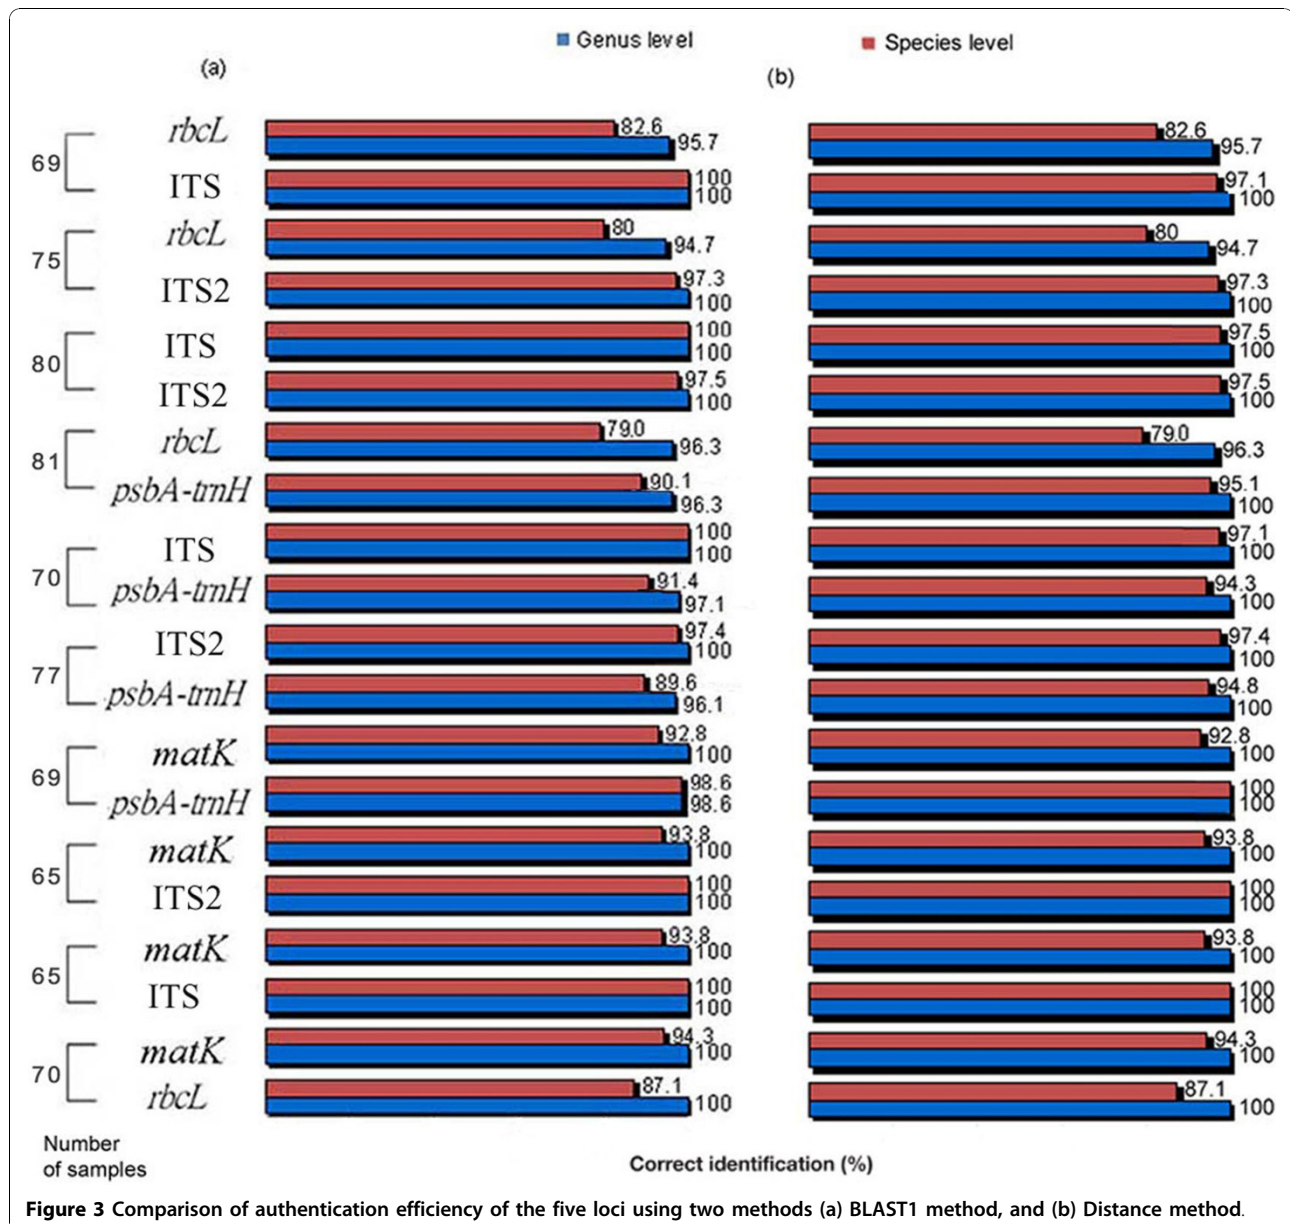 Genus level Species level
(a) (b)
rbcL 82.6 82.6
69 95.7 95.7
ITS 100 97.1
100 100
rbcL 80 80
75 94.7 94.7
ITS2 97.3 97.3
100 100
ITS 100 97.5
80 100 100
ITS2 97.5 97.5
100 100
rbcL 79.0 79.0
81 96.3 96.3
psbA-trnH 90.1 95.1
96.3 100
ITS 100 97.1
70 100 100
psbA-trnH 91.4 94.3
97.1 100
ITS2 97.4 97.4
77 100 100
psbA-trnH 89.6 94.8
96.1 100
matK 92.8 92.8
69 100 100
psbA-trnH 98.6 100
98.6 100
matK 93.8 93.8
65 100 100
ITS2 100 100
100 100
matK 93.8 93.8
65 100 100
ITS 100 100
100 100
matK 94.3 94.3
70 100 100
rbcL 87.1 87.1
100 100
Number
of samples
Correct identification (%)
Figure 3 Comparison of authentication efficiency of the five loci using two methods (a) BLAST1 method, and (b) Distance method.